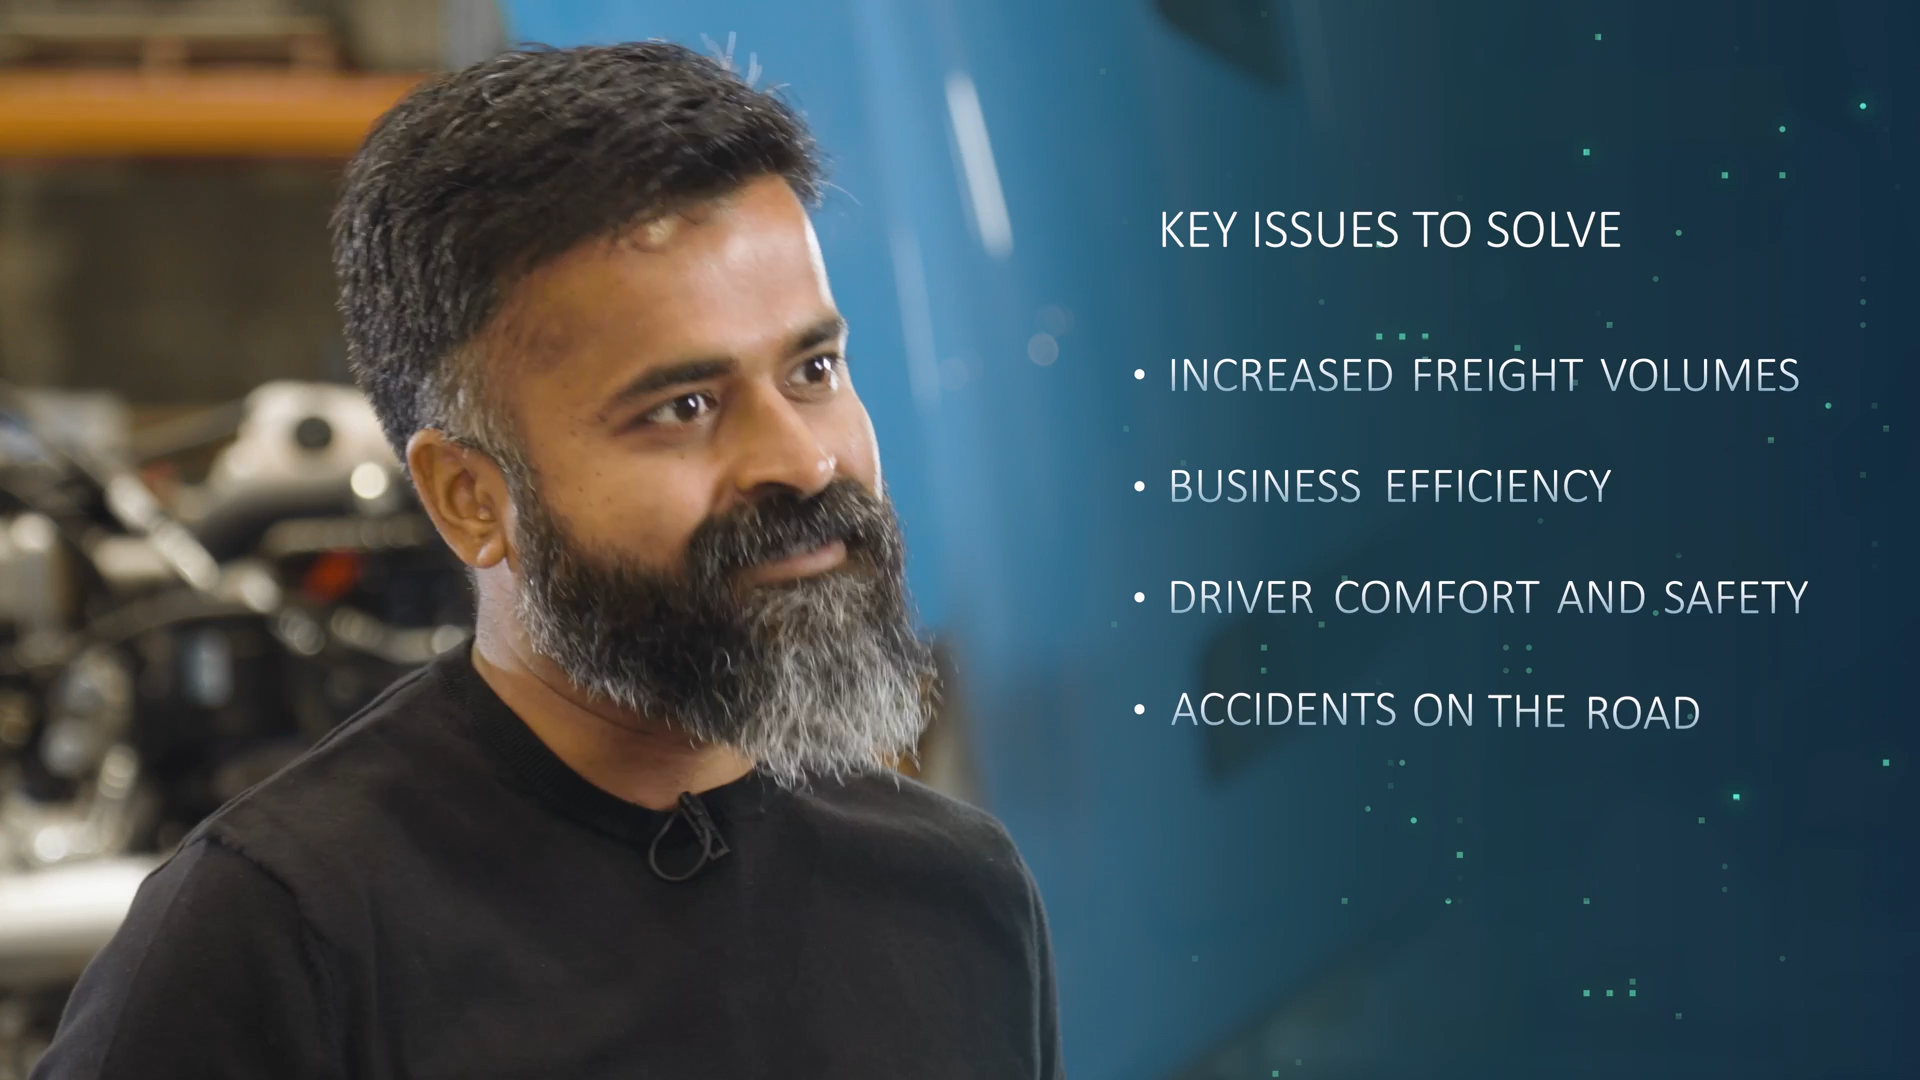 KEY ISSUES TO SOLVE
• INCREASED FREIGHT VOLUMES
• BUSINESS EFFICIENCY
• DRIVER COMFORT AND SAFETY
• ACCIDENTS ON THE ROAD